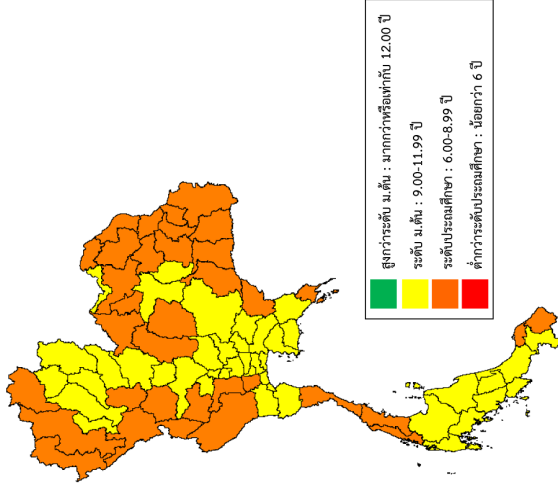 สูงกว่าระดับ ม.ต้น : มากกว่าหรือเท่ากับ 12.00 ปี
ระดับ ม.ต้น : 9.00-11.99 ปี
ระดับประถมศึกษา : 6.00-8.99 ปี
ต่ำกว่าระดับประถมศึกษา : น้อยกว่า 6 ปี